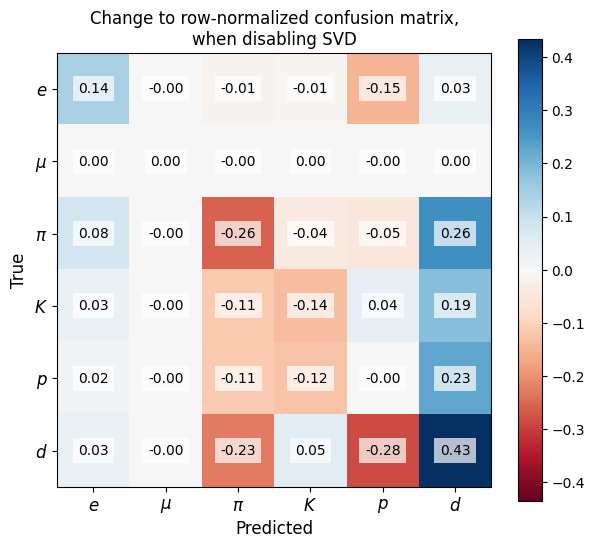 Change to row-normalized confusion matrix,
when disabling SVD
e 0.14 -0.00 -0.01 -0.01 -0.15 0.03
μ 0.00 0.00 -0.00 0.00 -0.00 0.00
π 0.08 -0.00 -0.26 -0.04 -0.05 0.26
K 0.03 -0.00 -0.11 -0.14 0.04 0.19
p 0.02 -0.00 -0.11 -0.12 -0.00 0.23
d 0.03 -0.00 -0.23 0.05 -0.28 0.43
e μ π K p d
Predicted
True
0.4
0.3
0.2
0.1
0.0
−0.1
−0.2
−0.3
−0.4